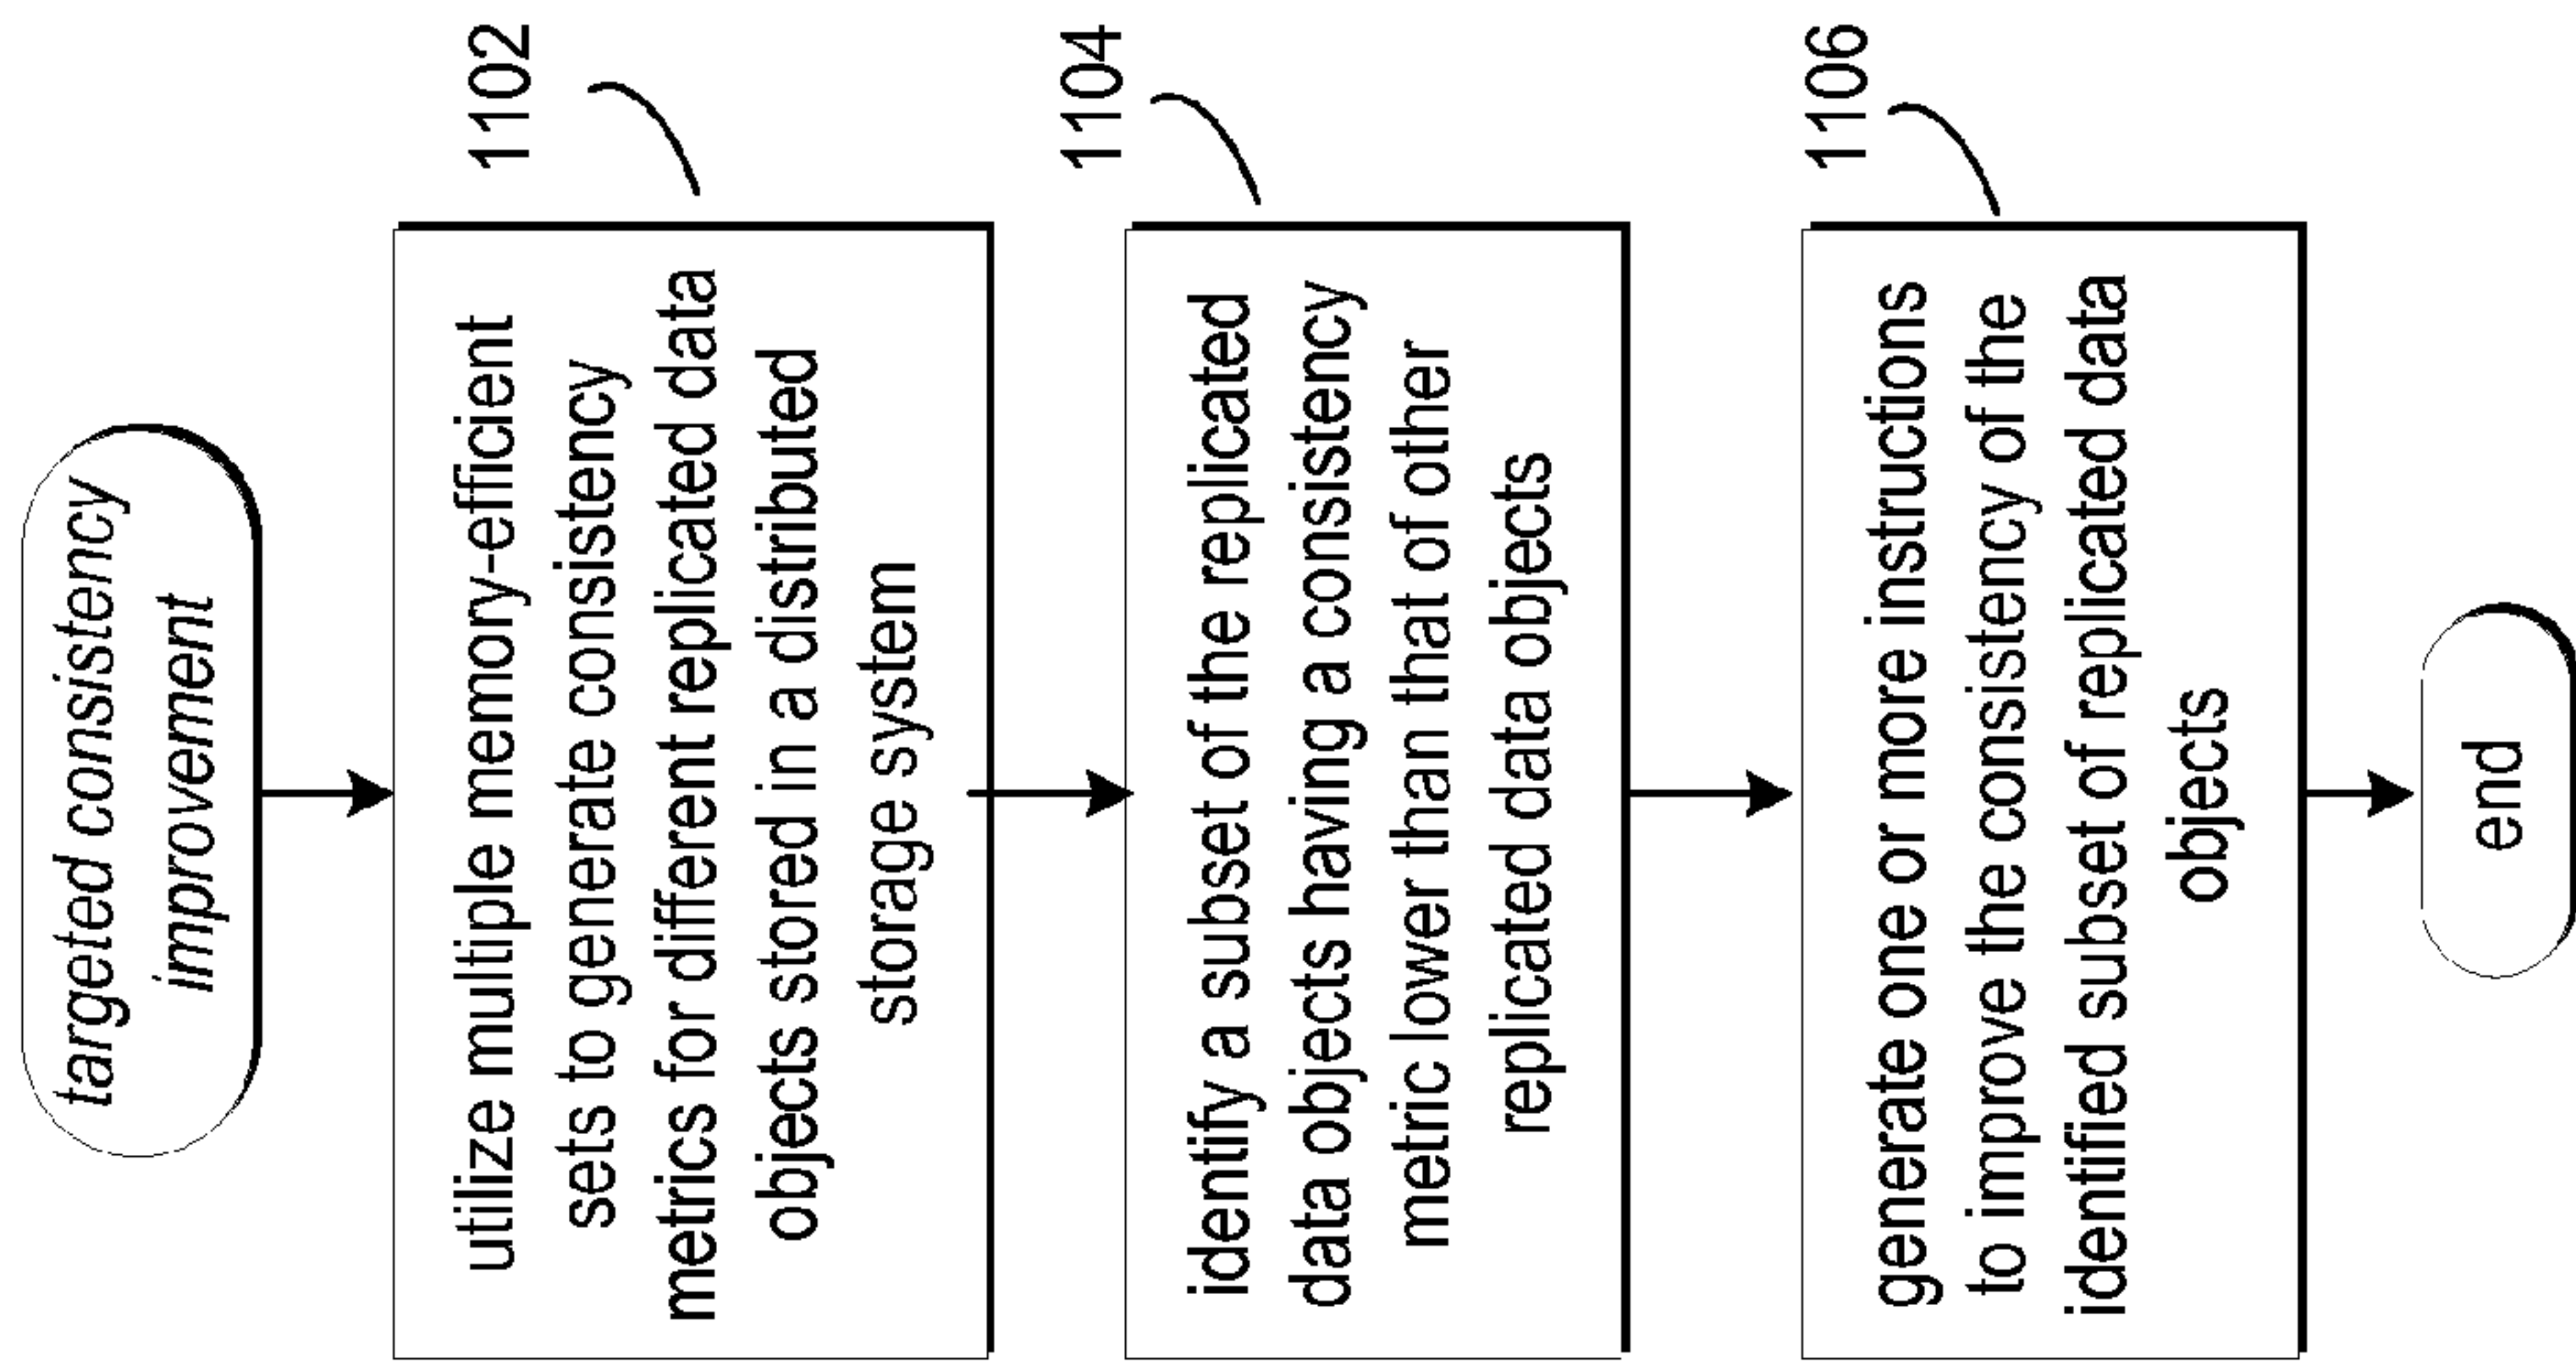 targeted consistency
improvement
1102
utilize multiple memory-efficient
sets to generate consistency
metrics for different replicated data
objects stored in a distributed
storage system
1104
identify a subset of the replicated
data objects having a consistency
metric lower than that of other
replicated data objects
1106
generate one or more instructions
to improve the consistency of the
identified subset of replicated data
objects
end